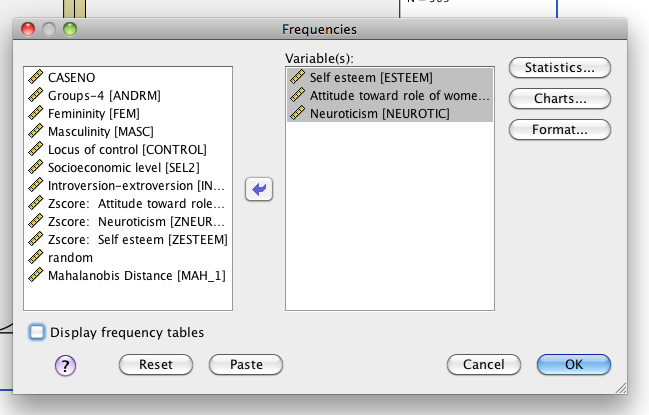 Frequencies
Variable(s):
CASENO
Groups-4 [ANDRM]
Femininity [FEM]
Masculinity [MASC]
Locus of control [CONTROL]
Socioeconomic level [SEL2]
Introversion-extroversion [IN...
Zscore: Attitude toward role...
Zscore: Neuroticism [ZNEUR...
Zscore: Self esteem [ZESTEEM]
random
Mahalanobis Distance [MAH_1]
Self esteem [ESTEEM]
Attitude toward role of wome...
Neuroticism [NEUROTIC]
Statistics...
Charts...
Format...
Display frequency tables
?
Reset
Paste
Cancel
OK